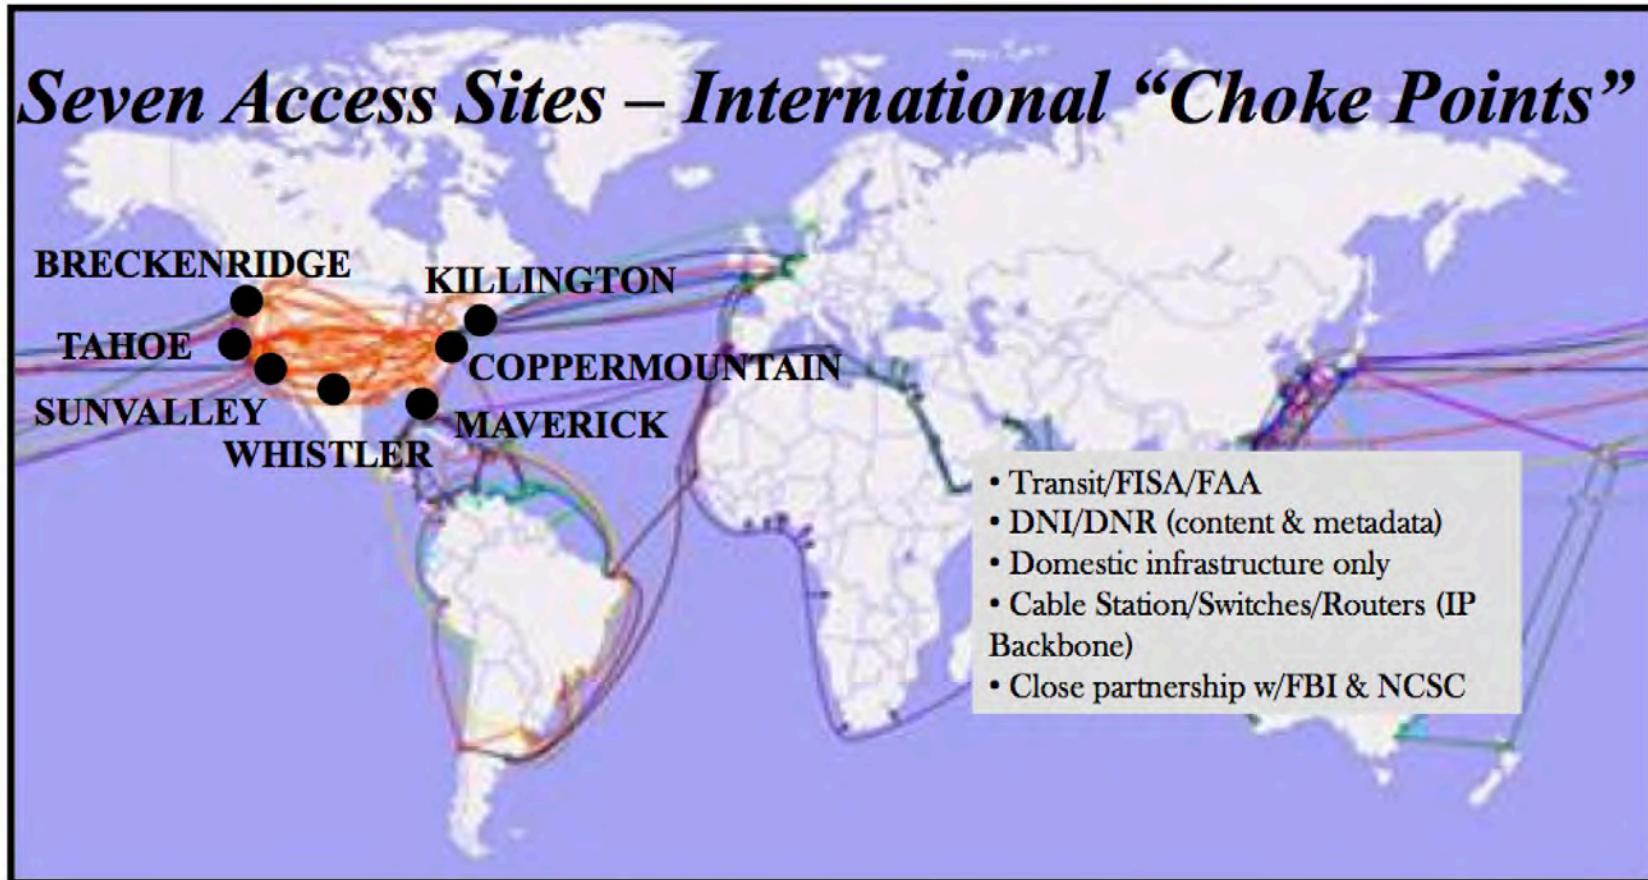 Seven Access Sites – International “Choke Points”
BRECKENRIDGE
KILLINGTON
TAHOE
COPPERMOUNTAIN
SUNVALLEY
MAVERICK
WHISTLER
• Transit/FISA/FAA
• DNI/DNR (content & metadata)
• Domestic infrastructure only
• Cable Station/Switches/Routers (IP
Backbone)
• Close partnership w/FBI & NCSC